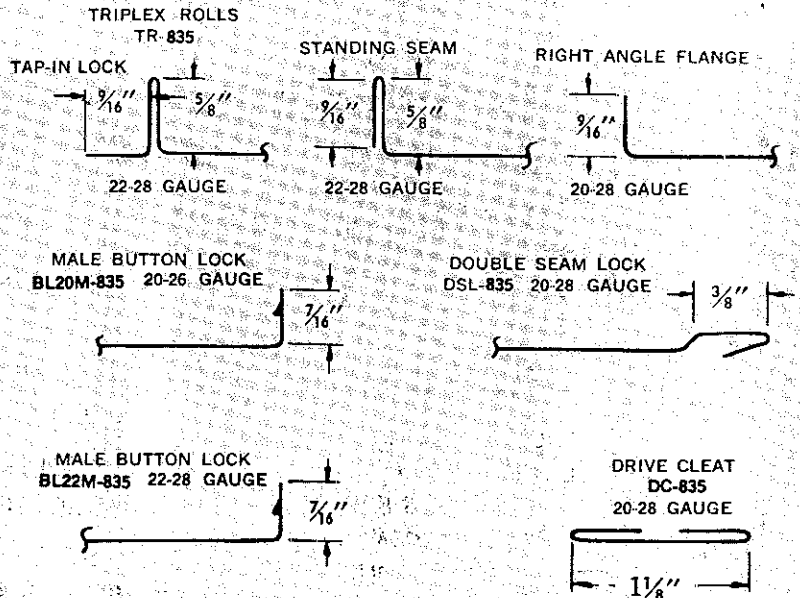 TRIPLEX ROLLS
TR-835
TAP-IN LOCK
9/16"
5/8"
22-28 GAUGE
STANDING SEAM
9/16"
5/8"
22-28 GAUGE
RIGHT ANGLE FLANGE
9/16"
20-28 GAUGE
MALE BUTTON LOCK
BL20M-835 20-26 GAUGE
7/16"
DOUBLE SEAM LOCK
DSL-835 20-28 GAUGE
3/8"
MALE BUTTON LOCK
BL22M-835 22-28 GAUGE
7/16"
DRIVE CLEAT
DC-835
20-28 GAUGE
1 1/8"